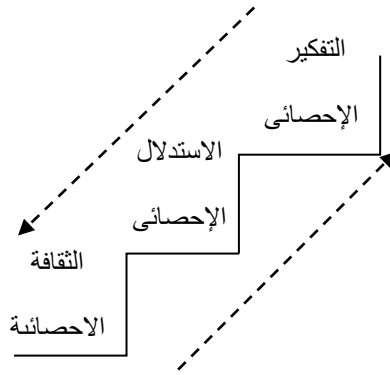 التفكير
الإحصائى
الاستدلال
الإحصائى
الثقافة
الاحصائية